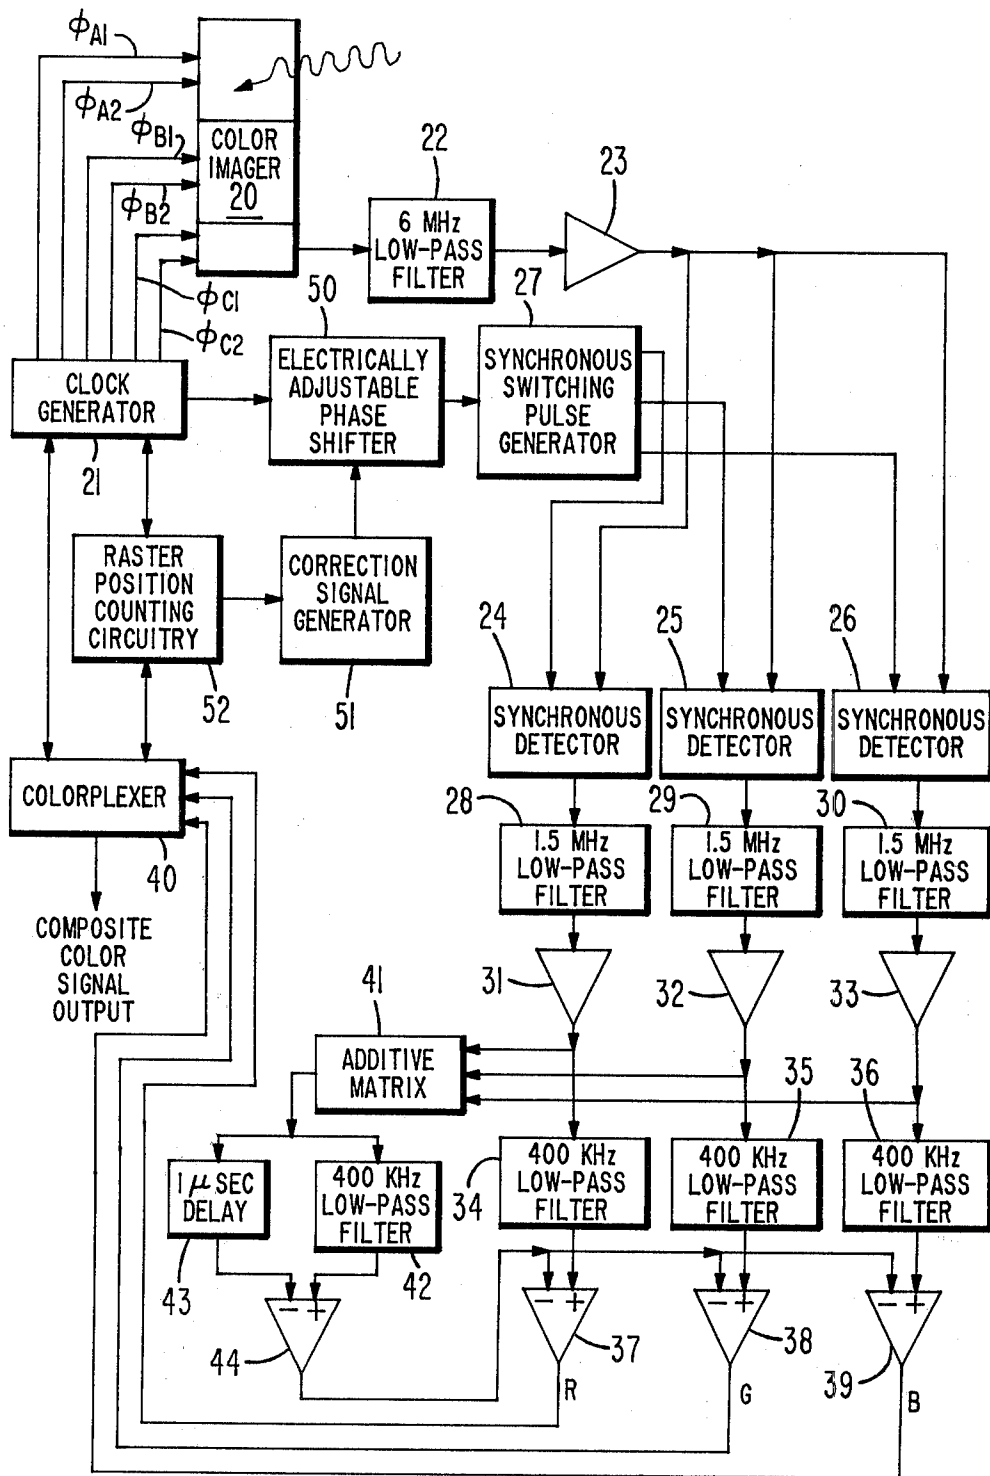 ϕA1
ϕA2
ϕB1
ϕB2
COLOR
IMAGER
20
ϕC1
ϕC2
22
6 MHz
LOW-PASS
FILTER
23
50
ELECTRICALLY
ADJUSTABLE
PHASE
SHIFTER
27
SYNCHRONOUS
SWITCHING
PULSE
GENERATOR
CLOCK
GENERATOR
21
RASTER
POSITION
COUNTING
CIRCUITRY
52
CORRECTION
SIGNAL
GENERATOR
51
24
SYNCHRONOUS
DETECTOR
25
SYNCHRONOUS
DETECTOR
26
SYNCHRONOUS
DETECTOR
COLORPLEXER
40
COMPOSITE
COLOR
SIGNAL
OUTPUT
28
1.5 MHz
LOW-PASS
FILTER
29
1.5 MHz
LOW-PASS
FILTER
30
1.5 MHz
LOW-PASS
FILTER
31
32
33
41
ADDITIVE
MATRIX
34
400 KHz
LOW-PASS
FILTER
35
400 KHz
LOW-PASS
FILTER
36
400 KHz
LOW-PASS
FILTER
1 μ SEC
DELAY
43
400 KHz
LOW-PASS
FILTER
42
− +
44
− +
37
R
− +
38
G
− +
39
B